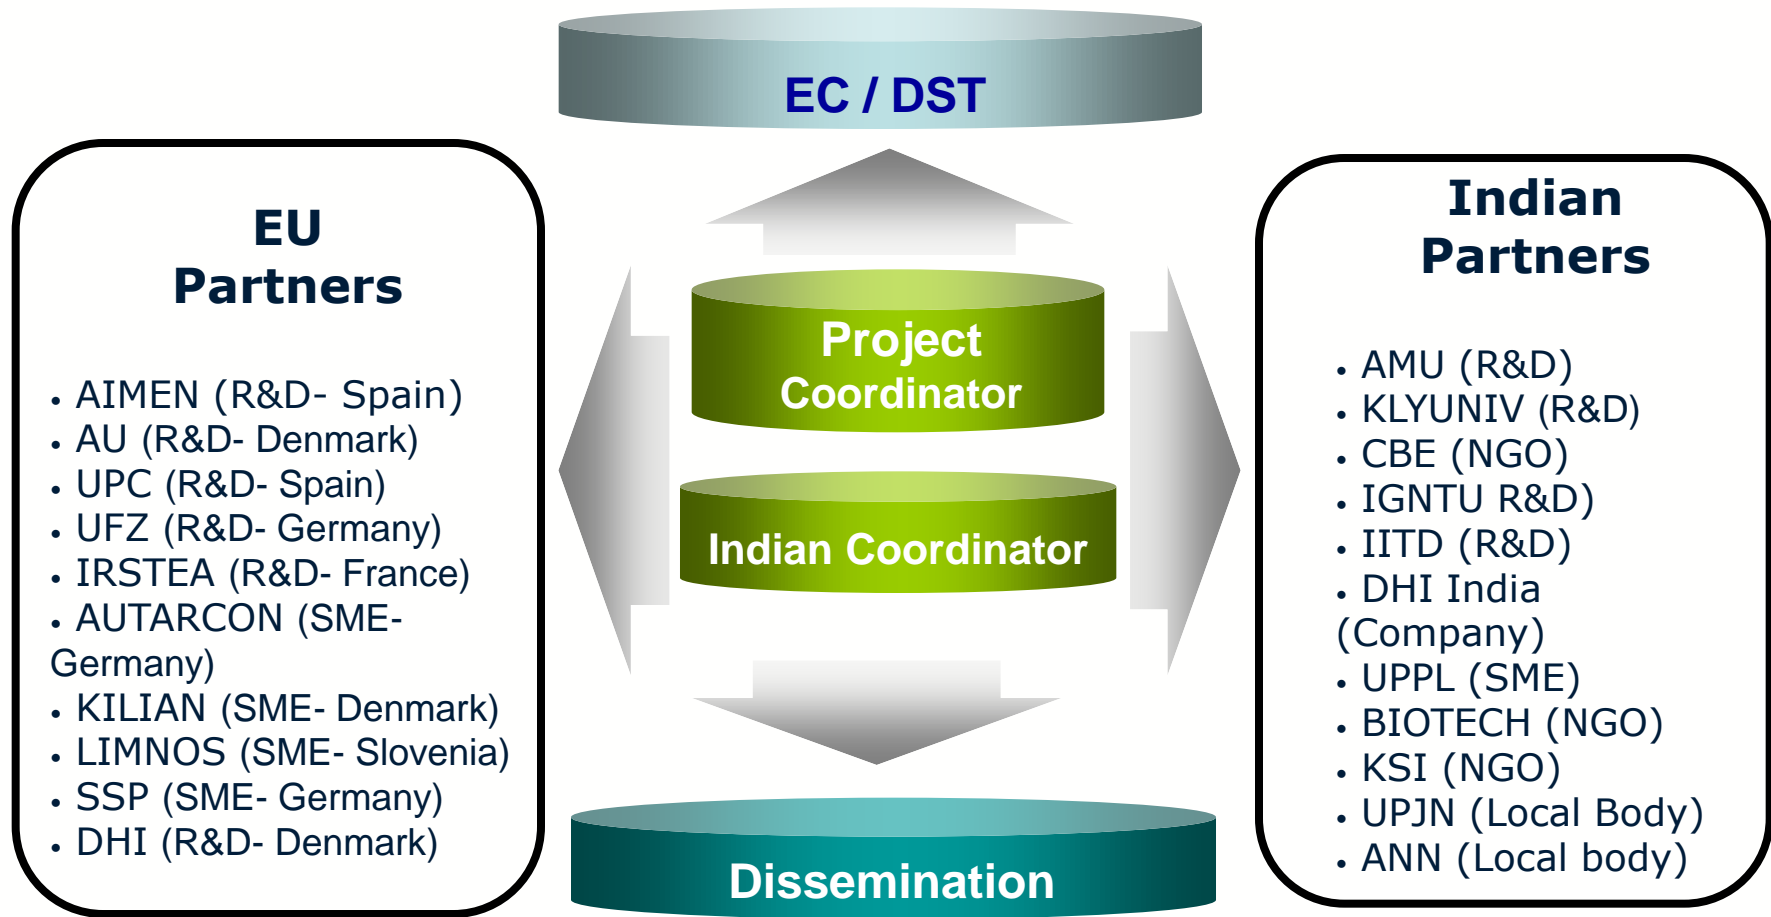 EC / DST
EU
Partners
• AIMEN (R&D- Spain)
• AU (R&D- Denmark)
• UPC (R&D- Spain)
• UFZ (R&D- Germany)
• IRSTEA (R&D- France)
• AUTARCON (SME-
Germany)
• KILIAN (SME- Denmark)
• LIMNOS (SME- Slovenia)
• SSP (SME- Germany)
• DHI (R&D- Denmark)
Project
Coordinator
Indian Coordinator
Indian
Partners
• AMU (R&D)
• KLYUNIV (R&D)
• CBE (NGO)
• IGNTU R&D)
• IITD (R&D)
• DHI India
(Company)
• UPPL (SME)
• BIOTECH (NGO)
• KSI (NGO)
• UPJN (Local Body)
• ANN (Local body)
Dissemination